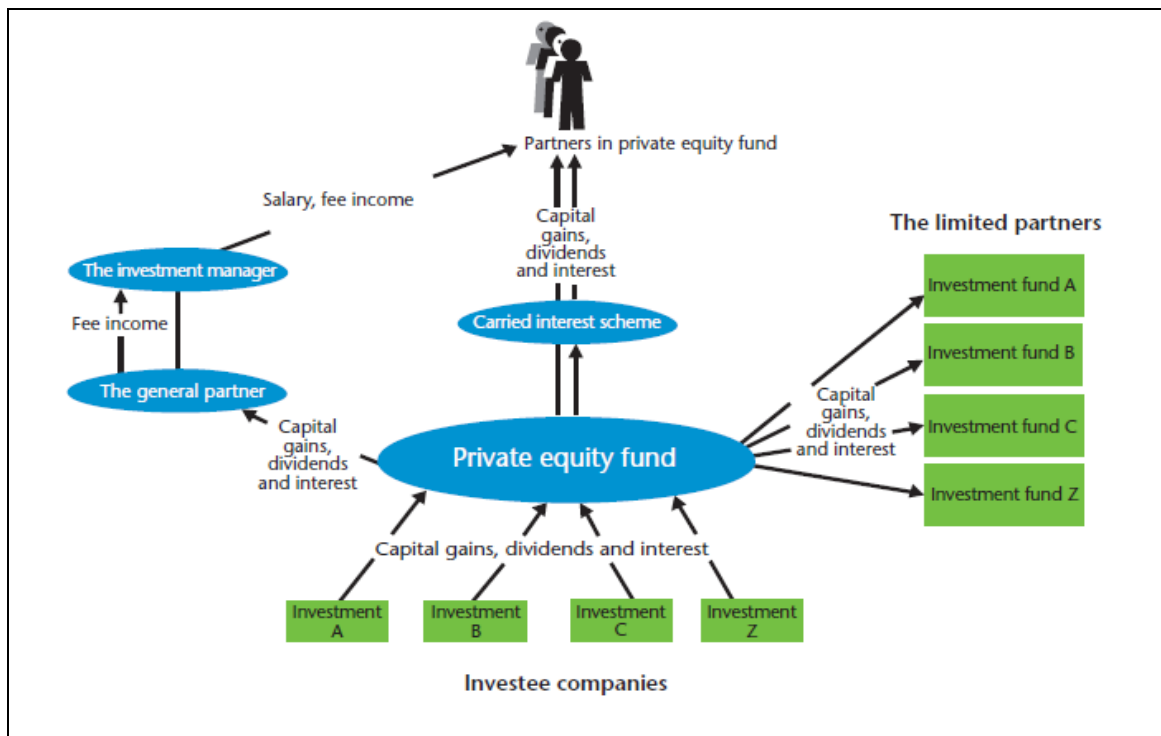 Partners in private equity fund
Salary, fee income
Capital
gains,
dividends
and interest
The limited partners
The investment manager
Investment fund A
Fee income
Carried interest scheme
Investment fund B
The general partner
Capital
gains,
dividends
and interest
Investment fund C
Capital
gains,
dividends
and interest
Private equity fund
Investment fund Z
Capital gains, dividends and interest
Investment
A
Investment
B
Investment
C
Investment
Z
Investee companies